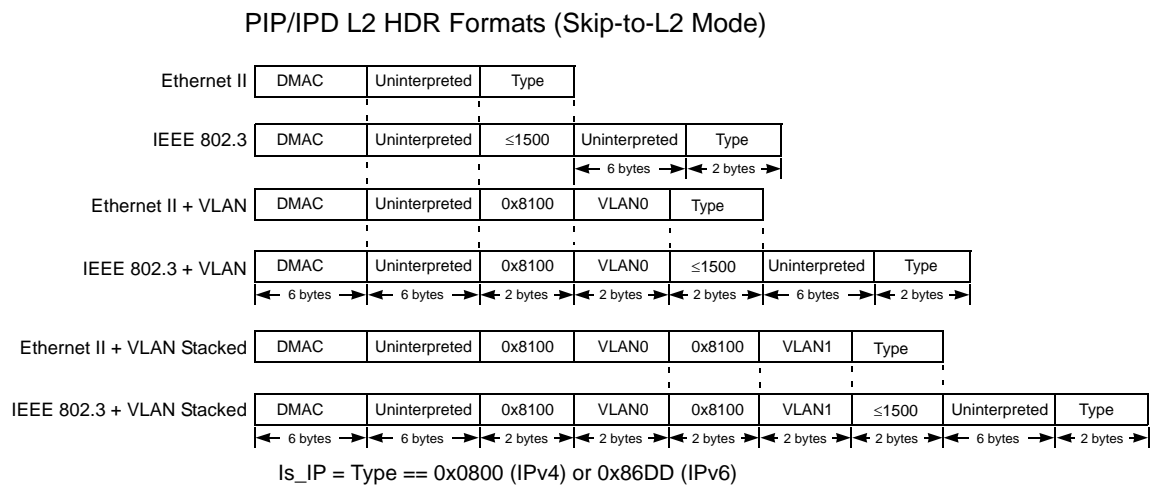 PIP/IPD L2 HDR Formats (Skip-to-L2 Mode)
Ethernet II DMAC Uninterpreted Type
IEEE 802.3 DMAC Uninterpreted ≤1500 Uninterpreted Type
6 bytes 2 bytes
Ethernet II + VLAN DMAC Uninterpreted 0x8100 VLAN0 Type
IEEE 802.3 + VLAN DMAC Uninterpreted 0x8100 VLAN0 ≤1500 Uninterpreted Type
6 bytes 6 bytes 2 bytes 2 bytes 2 bytes 6 bytes 2 bytes
Ethernet II + VLAN Stacked DMAC Uninterpreted 0x8100 VLAN0 0x8100 VLAN1 Type
IEEE 802.3 + VLAN Stacked DMAC Uninterpreted 0x8100 VLAN0 0x8100 VLAN1 ≤1500 Uninterpreted Type
6 bytes 6 bytes 2 bytes 2 bytes 2 bytes 2 bytes 2 bytes 6 bytes 2 bytes
Is_IP = Type == 0x0800 (IPv4) or 0x86DD (IPv6)